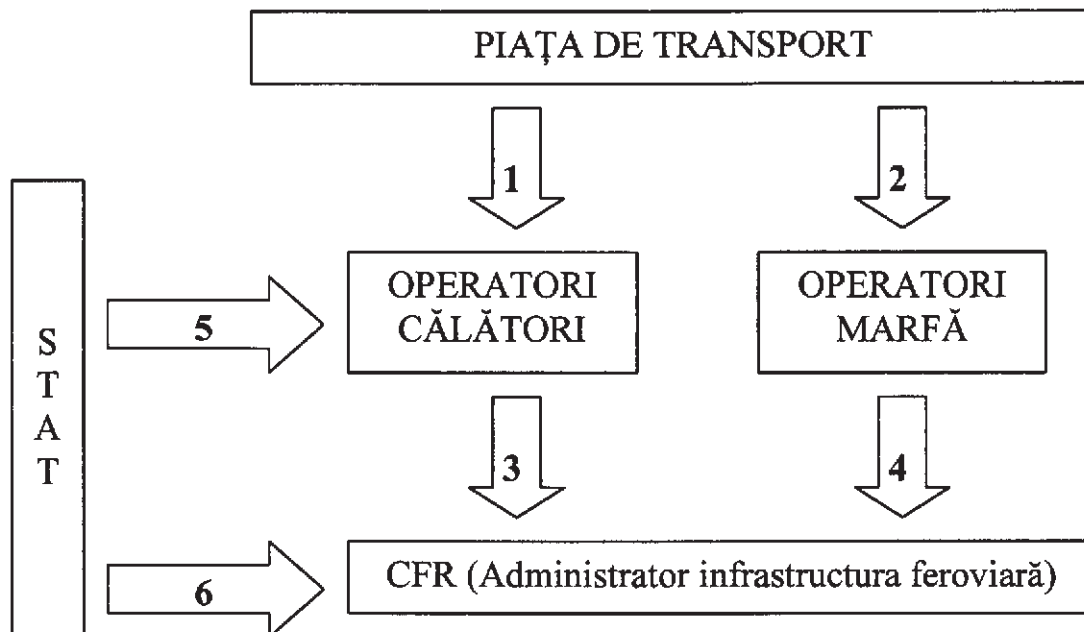 PIAȚA DE TRANSPORT
1
2
OPERATORI
CĂLĂTORI
OPERATORI
MARFĂ
5
S
T
A
T
3
4
CFR (Administrator infrastructura feroviară)
6